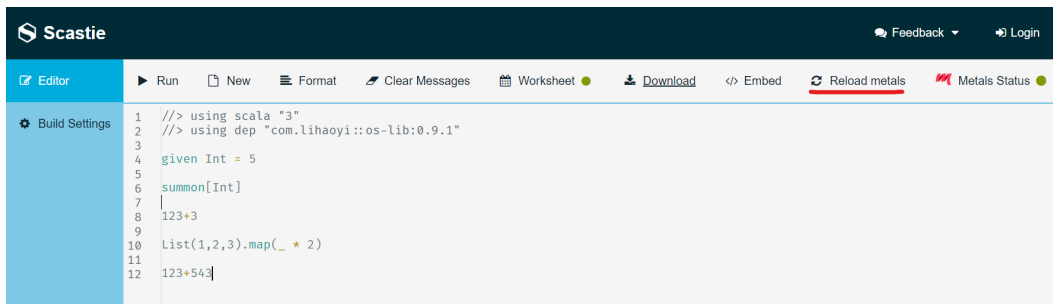 Scastie
Feedback
Login
Editor
Run
New
Format
Clear Messages
Worksheet
Download
</> Embed
Reload metals
Metals Status
Build Settings
1 //> using scala "3"
2 //> using dep "com.lihaoyi::os-lib:0.9.1"
3
4 given Int = 5
5
6 summon[Int]
7
8 123+3
9
10 List(1,2,3).map(_ * 2)
11
12 123+543